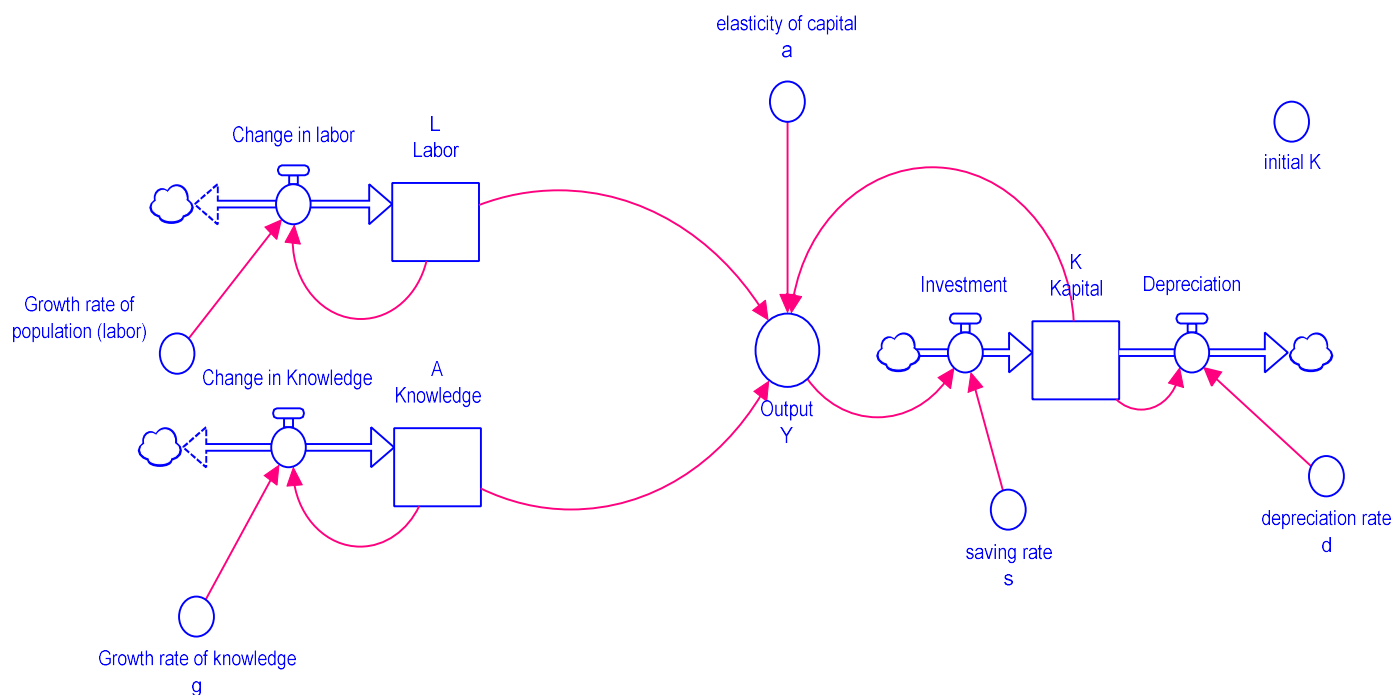 elasticity of capital
a
Change in labor
L
Labor
initial K
Growth rate of
population (labor)
K
Kapital
Investment
Depreciation
Change in Knowledge
A
Knowledge
Output
Y
saving rate
s
depreciation rate
d
Growth rate of knowledge
g